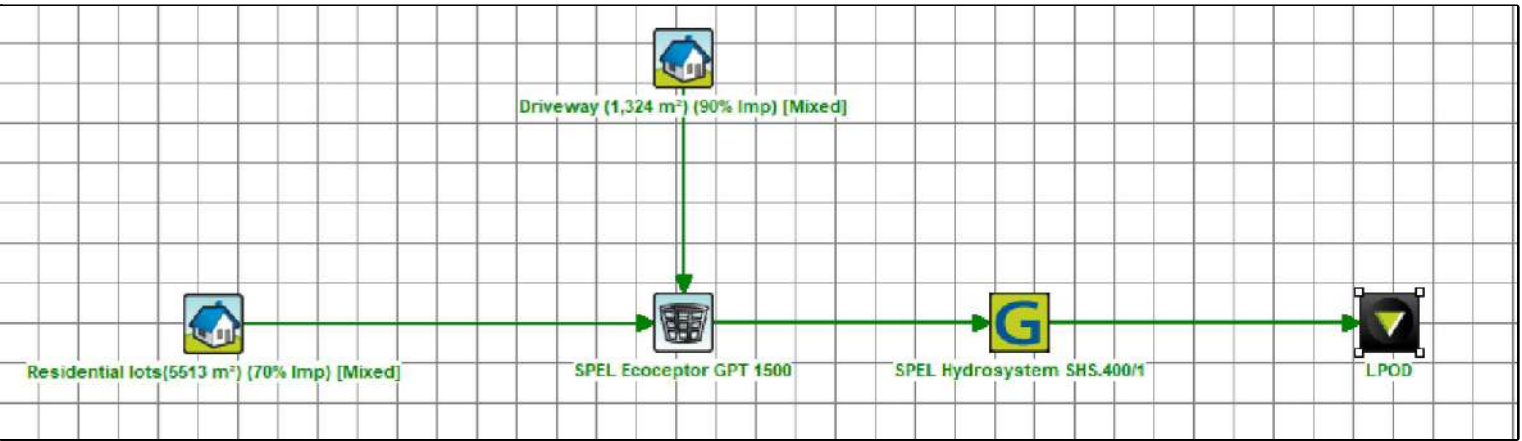 Driveway (1,324 m²) (90% Imp) [Mixed]
Residential lots(5513 m²) (70% Imp) [Mixed]
SPEL Ecoceptor GPT 1500
G
SPEL Hydrosystem SHS.400/1
LPOD